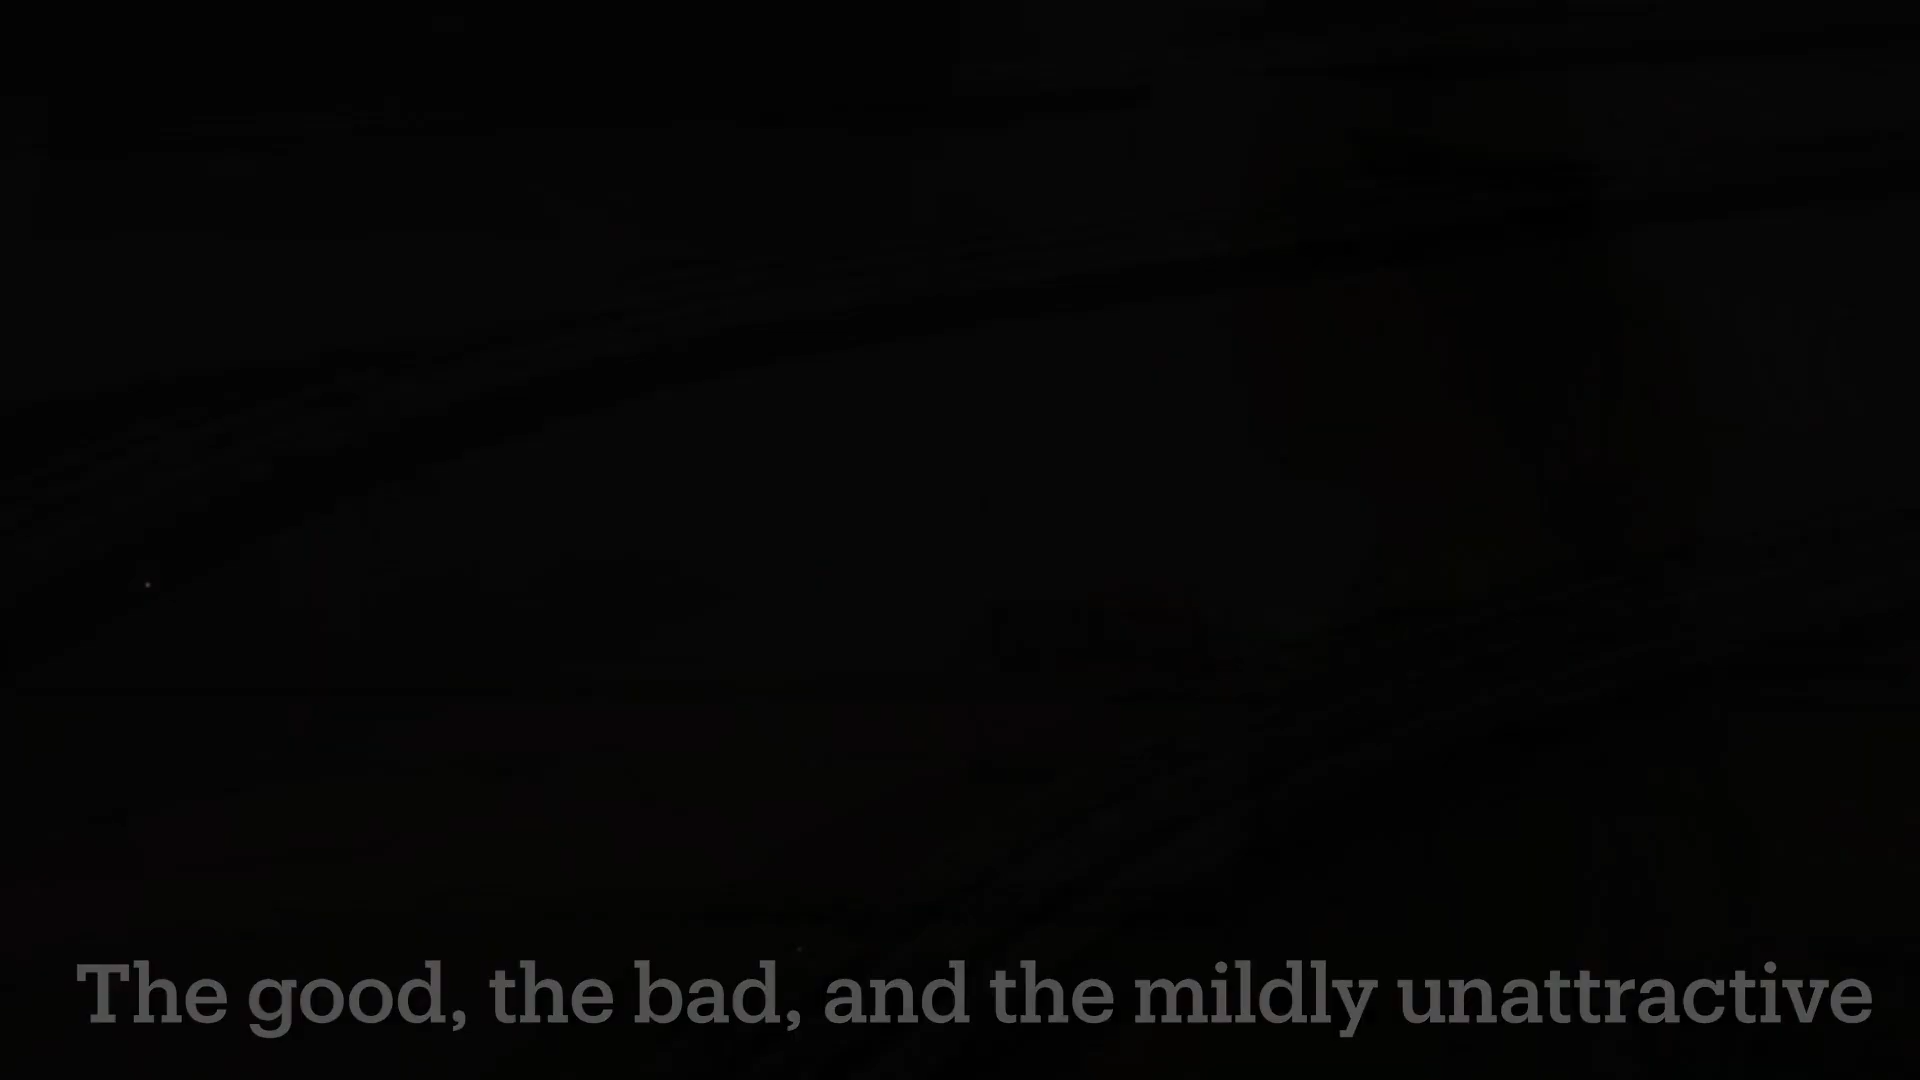 The good, the bad, and the mildly unattractive